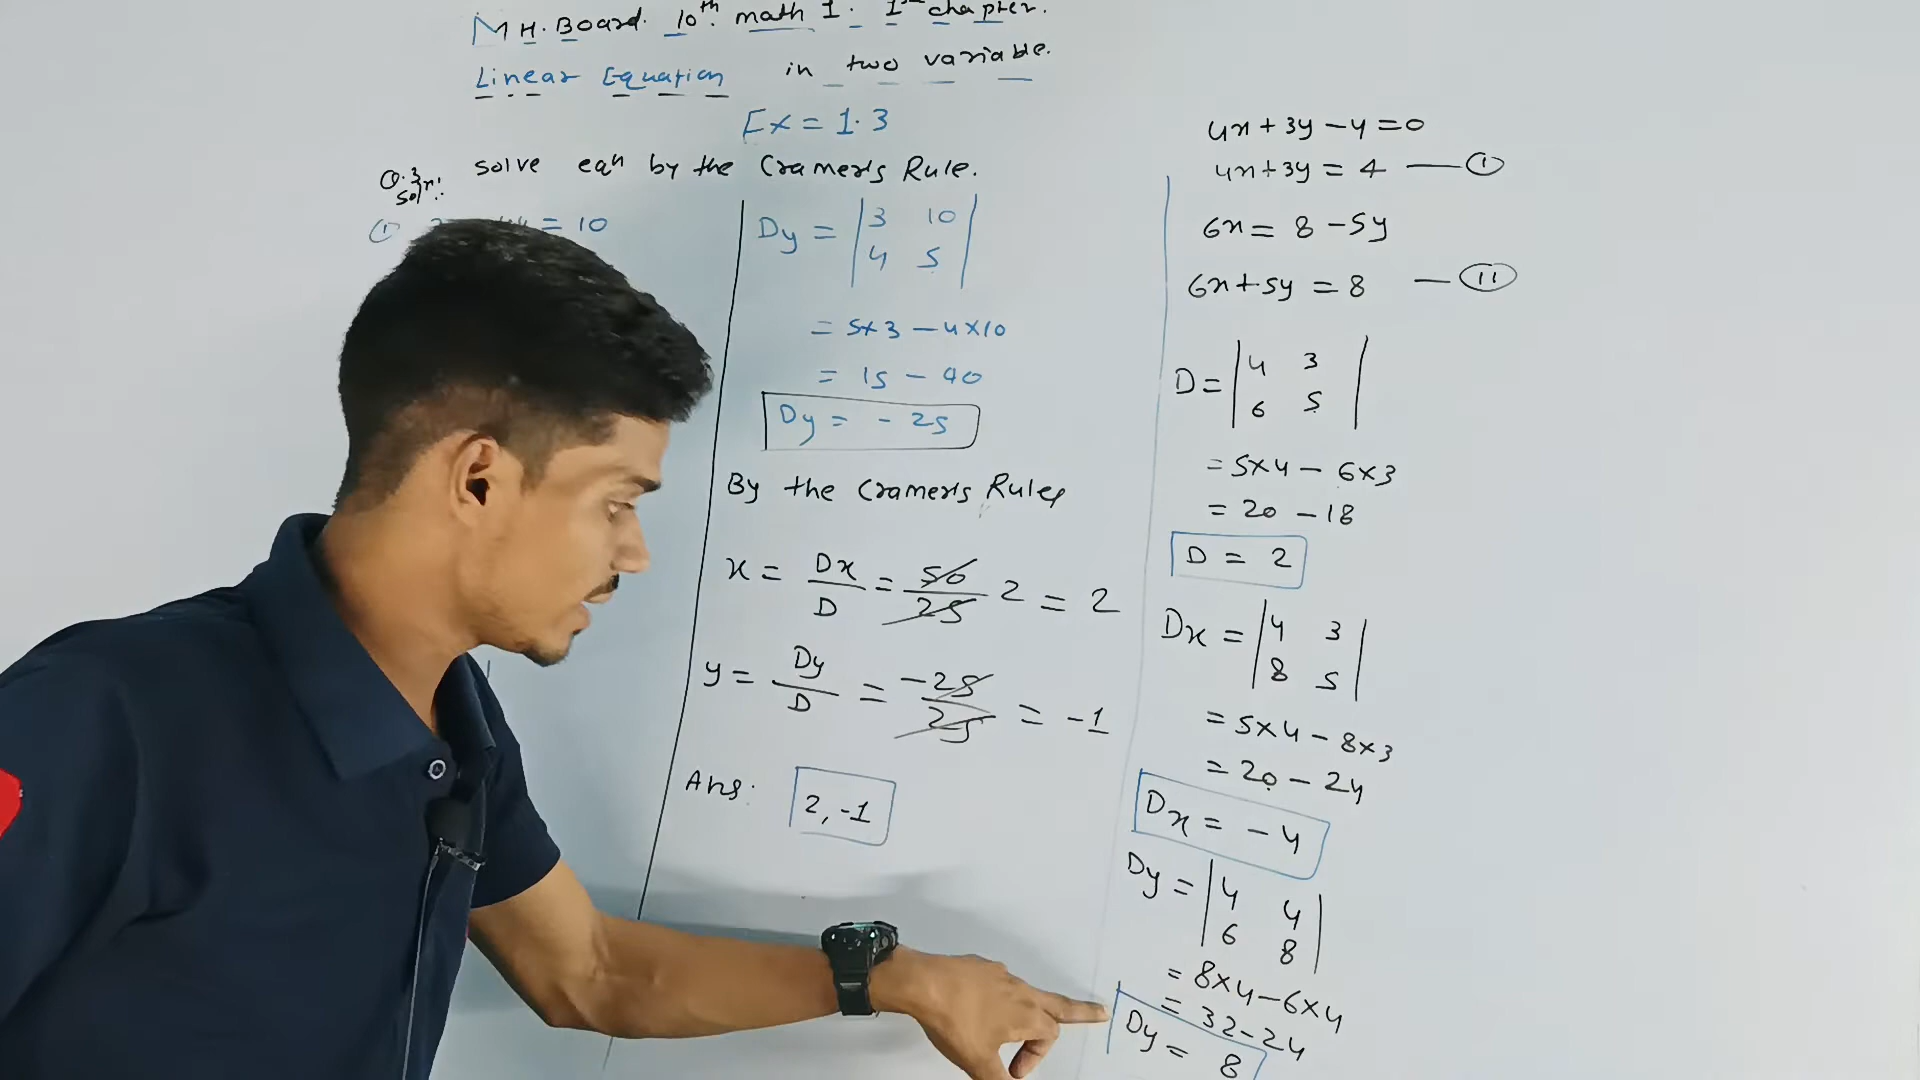 MH.Board. 10th math 1. 1st chapter.
Linear Equation in two variable.
Ex = 1.3
Q.3 solve eqn by the Cramer's Rule.
soln:
① = 10
Dy = |3 10|
|4 5|
= 5×3 - 4×10
= 15 - 40
Dy = - 25
By the Cramer's Rule,
x = Dx/D = 50/25 2 = 2
y = Dy/D = -25/25 = -1
Ans: 2, -1
4x + 3y - 4 = 0
4x + 3y = 4 — ①
6x = 8 - 5y
6x + 5y = 8 — ⑪
D = |4 3|
|6 5|
= 5×4 - 6×3
= 20 - 18
D = 2
Dx = |4 3|
|8 5|
= 5×4 - 8×3
= 20 - 24
Dx = - 4
Dy = |4 4|
|6 8|
= 8×4 - 6×4
= 32 - 24
Dy = 8